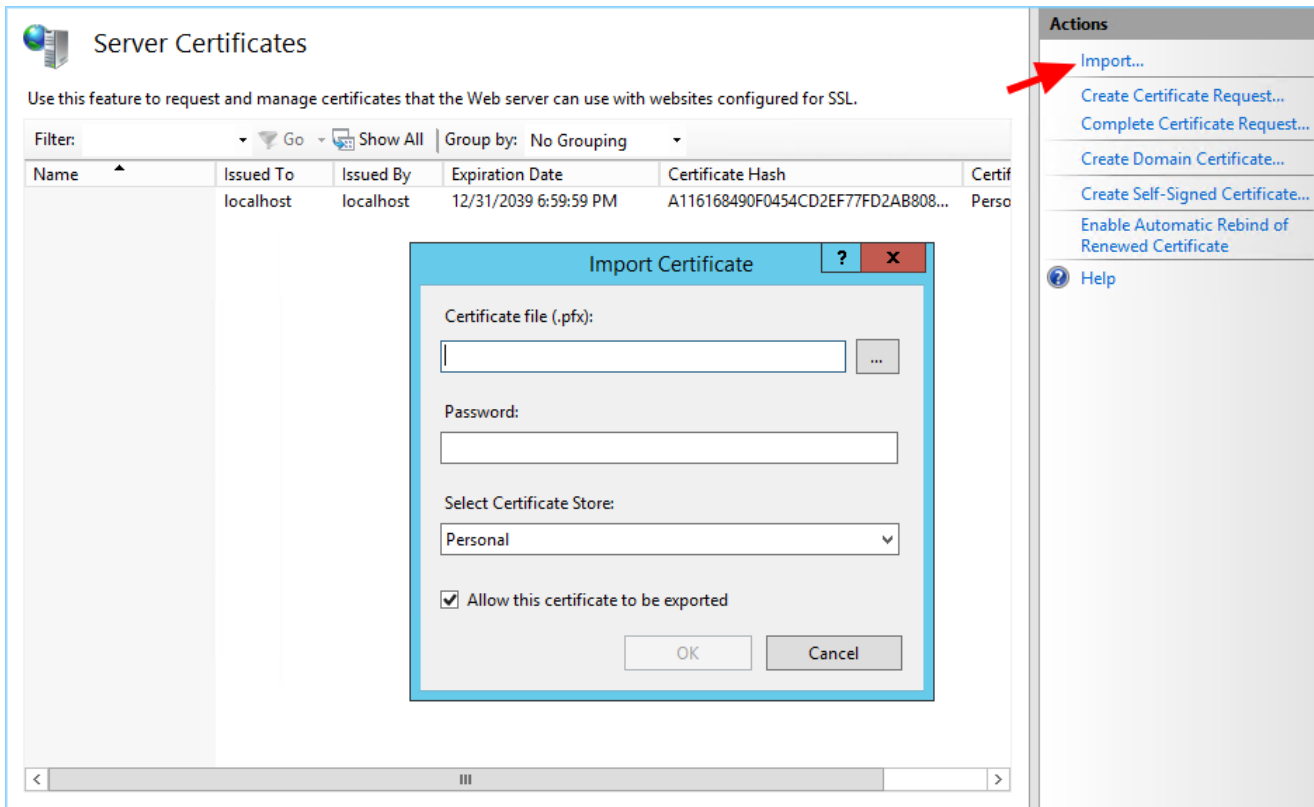 Server Certificates
Use this feature to request and manage certificates that the Web server can use with websites configured for SSL.
Filter: Go Show All Group by: No Grouping
Name Issued To Issued By Expiration Date Certificate Hash Certif
localhost localhost 12/31/2039 6:59:59 PM A116168490F0454CD2EF77FD2AB808... Perso
Import Certificate ? x
Certificate file (.pfx):
...
Password:
Select Certificate Store:
Personal
Allow this certificate to be exported
OK Cancel
Actions
Import...
Create Certificate Request...
Complete Certificate Request...
Create Domain Certificate...
Create Self-Signed Certificate...
Enable Automatic Rebind of
Renewed Certificate
? Help